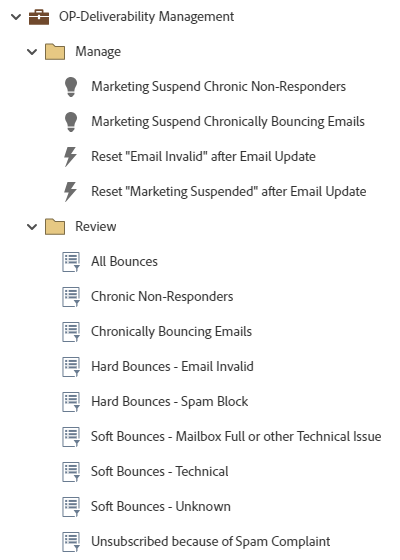 OP-Deliverability Management
Manage
Marketing Suspend Chronic Non-Responders
Marketing Suspend Chronically Bouncing Emails
Reset "Email Invalid" after Email Update
Reset "Marketing Suspended" after Email Update
Review
All Bounces
Chronic Non-Responders
Chronically Bouncing Emails
Hard Bounces - Email Invalid
Hard Bounces - Spam Block
Soft Bounces - Mailbox Full or other Technical Issue
Soft Bounces - Technical
Soft Bounces - Unknown
Unsubscribed because of Spam Complaint